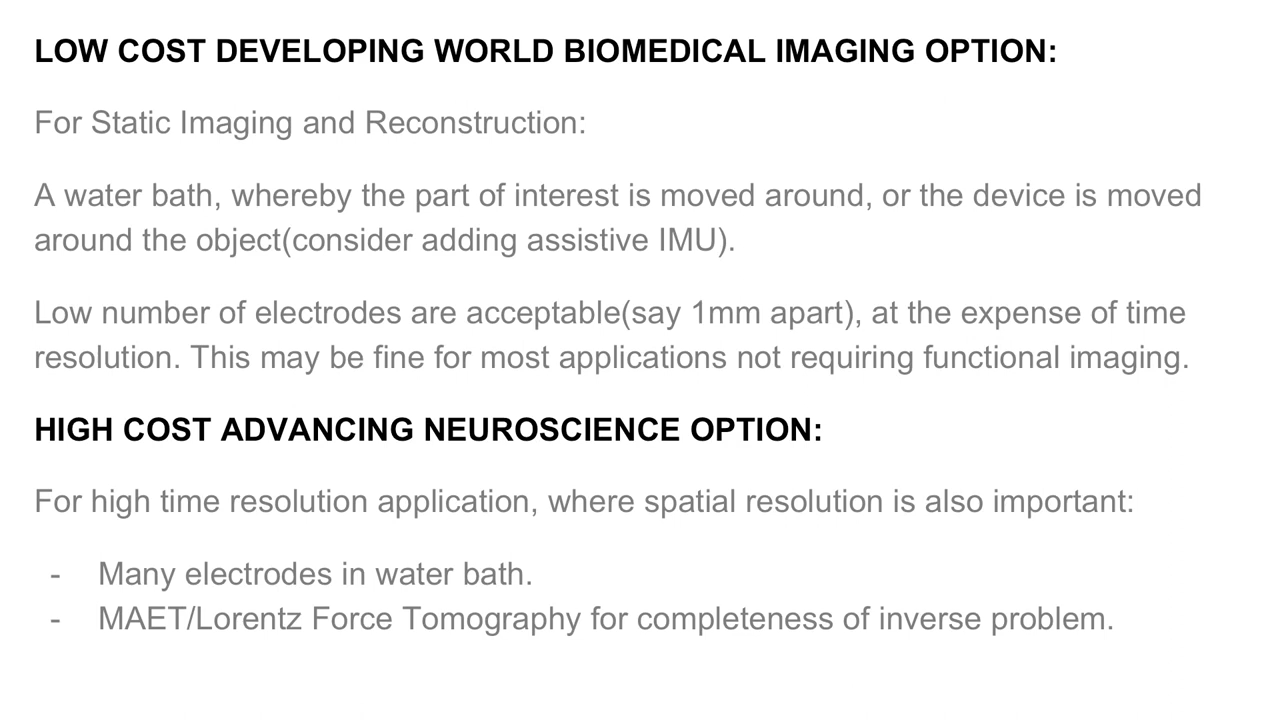 LOW COST DEVELOPING WORLD BIOMEDICAL IMAGING OPTION:
For Static Imaging and Reconstruction:
A water bath, whereby the part of interest is moved around, or the device is moved
around the object(consider adding assistive IMU).
Low number of electrodes are acceptable(say 1mm apart), at the expense of time
resolution. This may be fine for most applications not requiring functional imaging.
HIGH COST ADVANCING NEUROSCIENCE OPTION:
For high time resolution application, where spatial resolution is also important:
- Many electrodes in water bath.
- MAET/Lorentz Force Tomography for completeness of inverse problem.